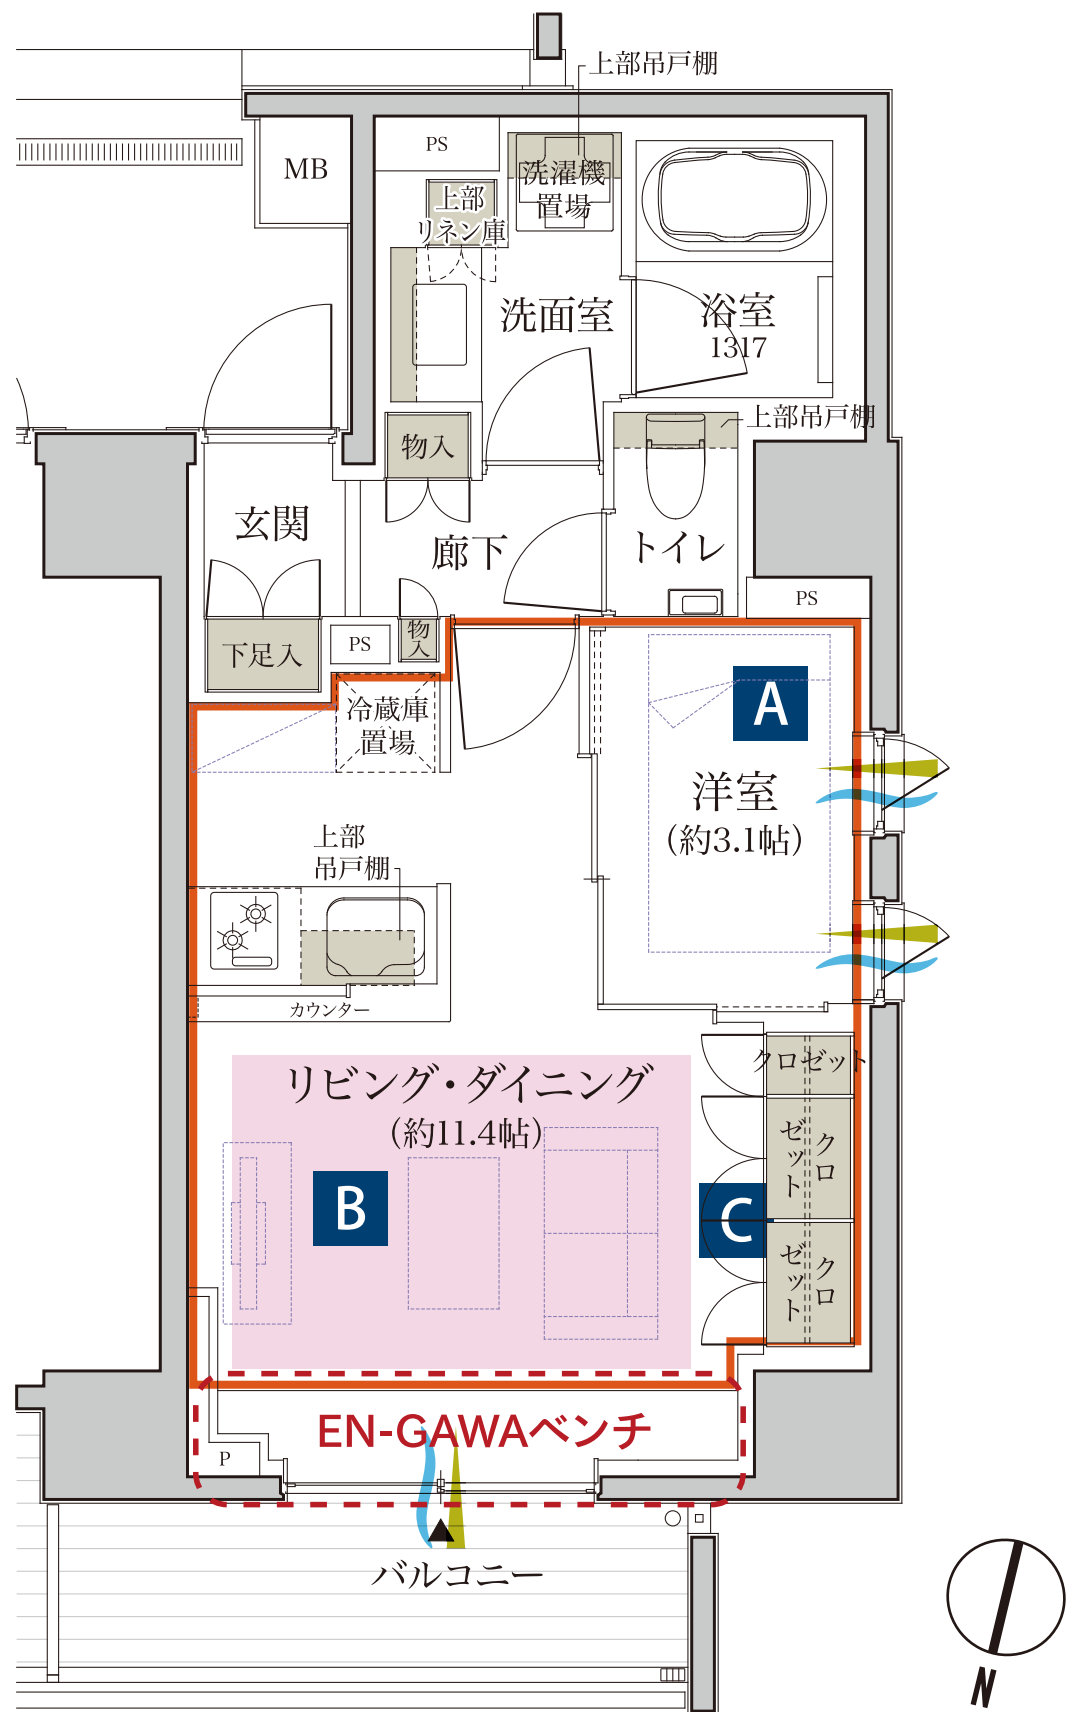 上部吊戸棚
PS
MB
洗濯機
置場
上部
リネン庫
洗面室
浴室
1317
上部吊戸棚
物入
玄関
廊下
トイレ
PS
下足入
PS
物入
冷蔵庫
置場
A
洋室
(約3.1帖)
上部
吊戸棚
カウンター
クロゼット
リビング・ダイニング
(約11.4帖)
クロゼット
B
C
クロゼット
EN-GAWAベンチ
P
バルコニー
N